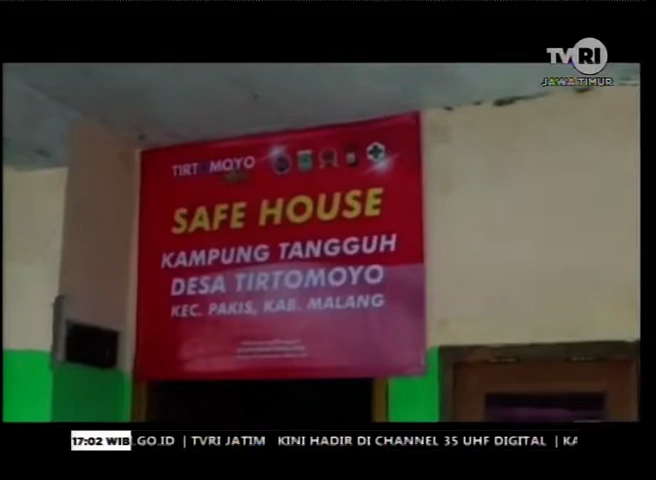 TVRI
JAWA TIMUR
TIRTOMOYO
SAFE HOUSE
KAMPUNG TANGGUH
DESA TIRTOMOYO
KEC. PAKIS, KAB. MALANG
17:02 WIB .GO.ID | TVRI JATIM KINI HADIR DI CHANNEL 35 UHF DIGITAL | KA